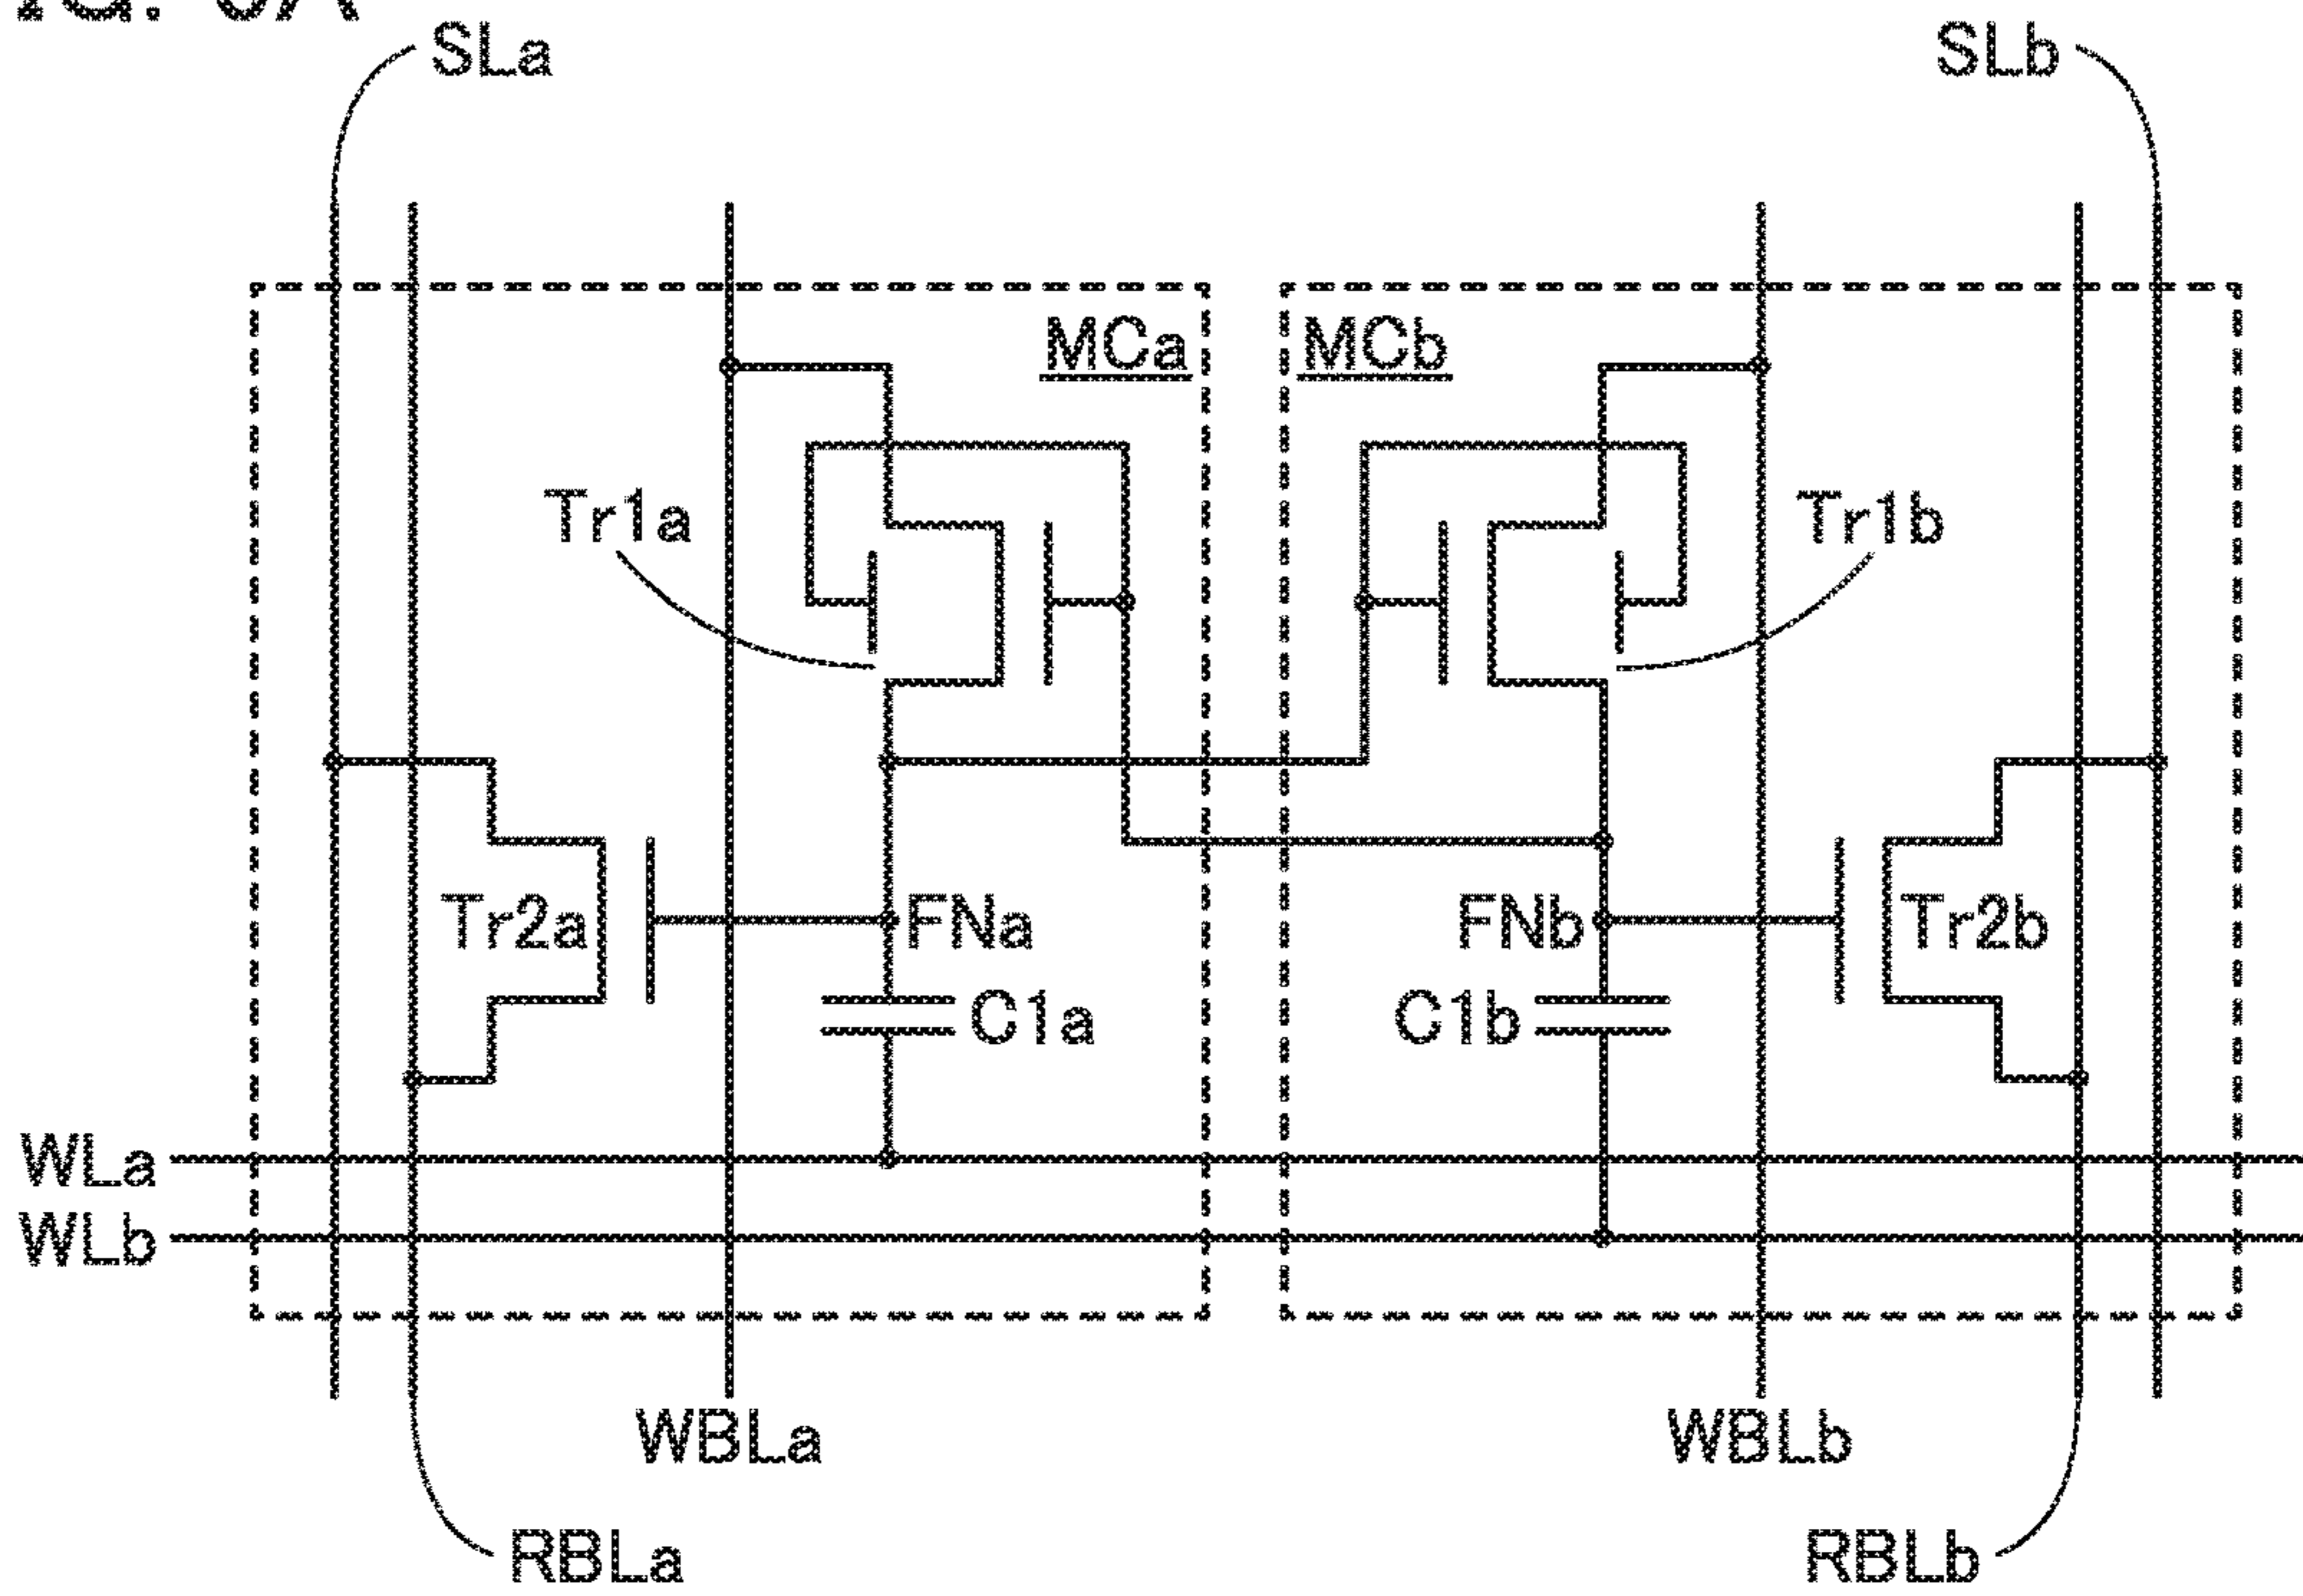 SLa
SLb
MCa
MCb
Tr1a
Tr1b
Tr2a
FNa
FNb
Tr2b
C1a
C1b
WLa
WLb
WBLa
WBLb
RBLa
RBLb